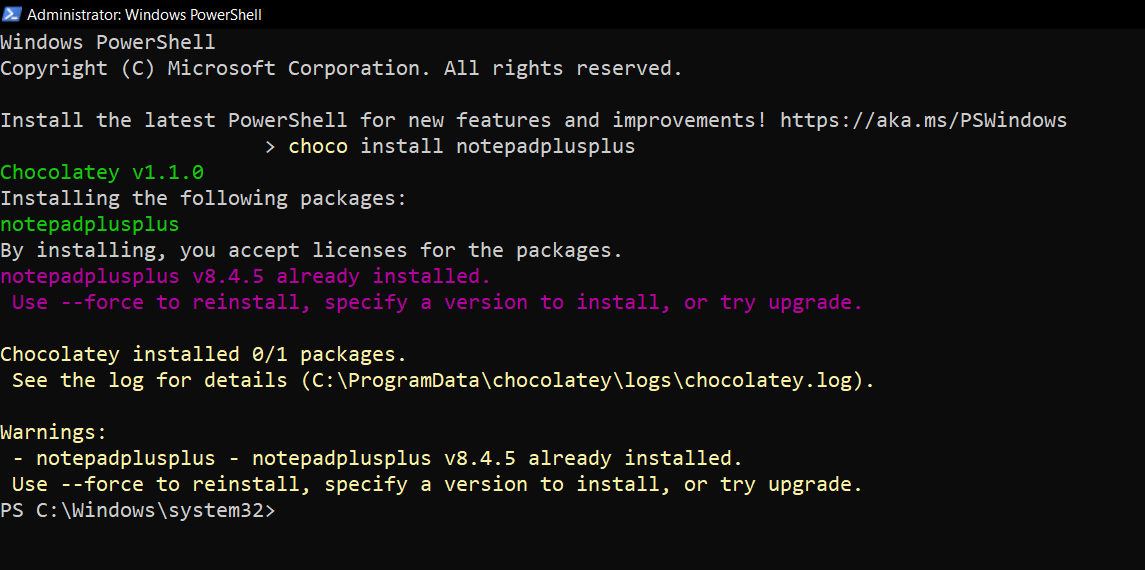 Administrator: Windows PowerShell
Windows PowerShell
Copyright (C) Microsoft Corporation. All rights reserved.
Install the latest PowerShell for new features and improvements! https://aka.ms/PSWindows
> choco install notepadplusplus
Chocolatey v1.1.0
Installing the following packages:
notepadplusplus
By installing, you accept licenses for the packages.
notepadplusplus v8.4.5 already installed.
Use --force to reinstall, specify a version to install, or try upgrade.
Chocolatey installed 0/1 packages.
See the log for details (C:\ProgramData\chocolatey\logs\chocolatey.log).
Warnings:
- notepadplusplus - notepadplusplus v8.4.5 already installed.
Use --force to reinstall, specify a version to install, or try upgrade.
PS C:\Windows\system32>